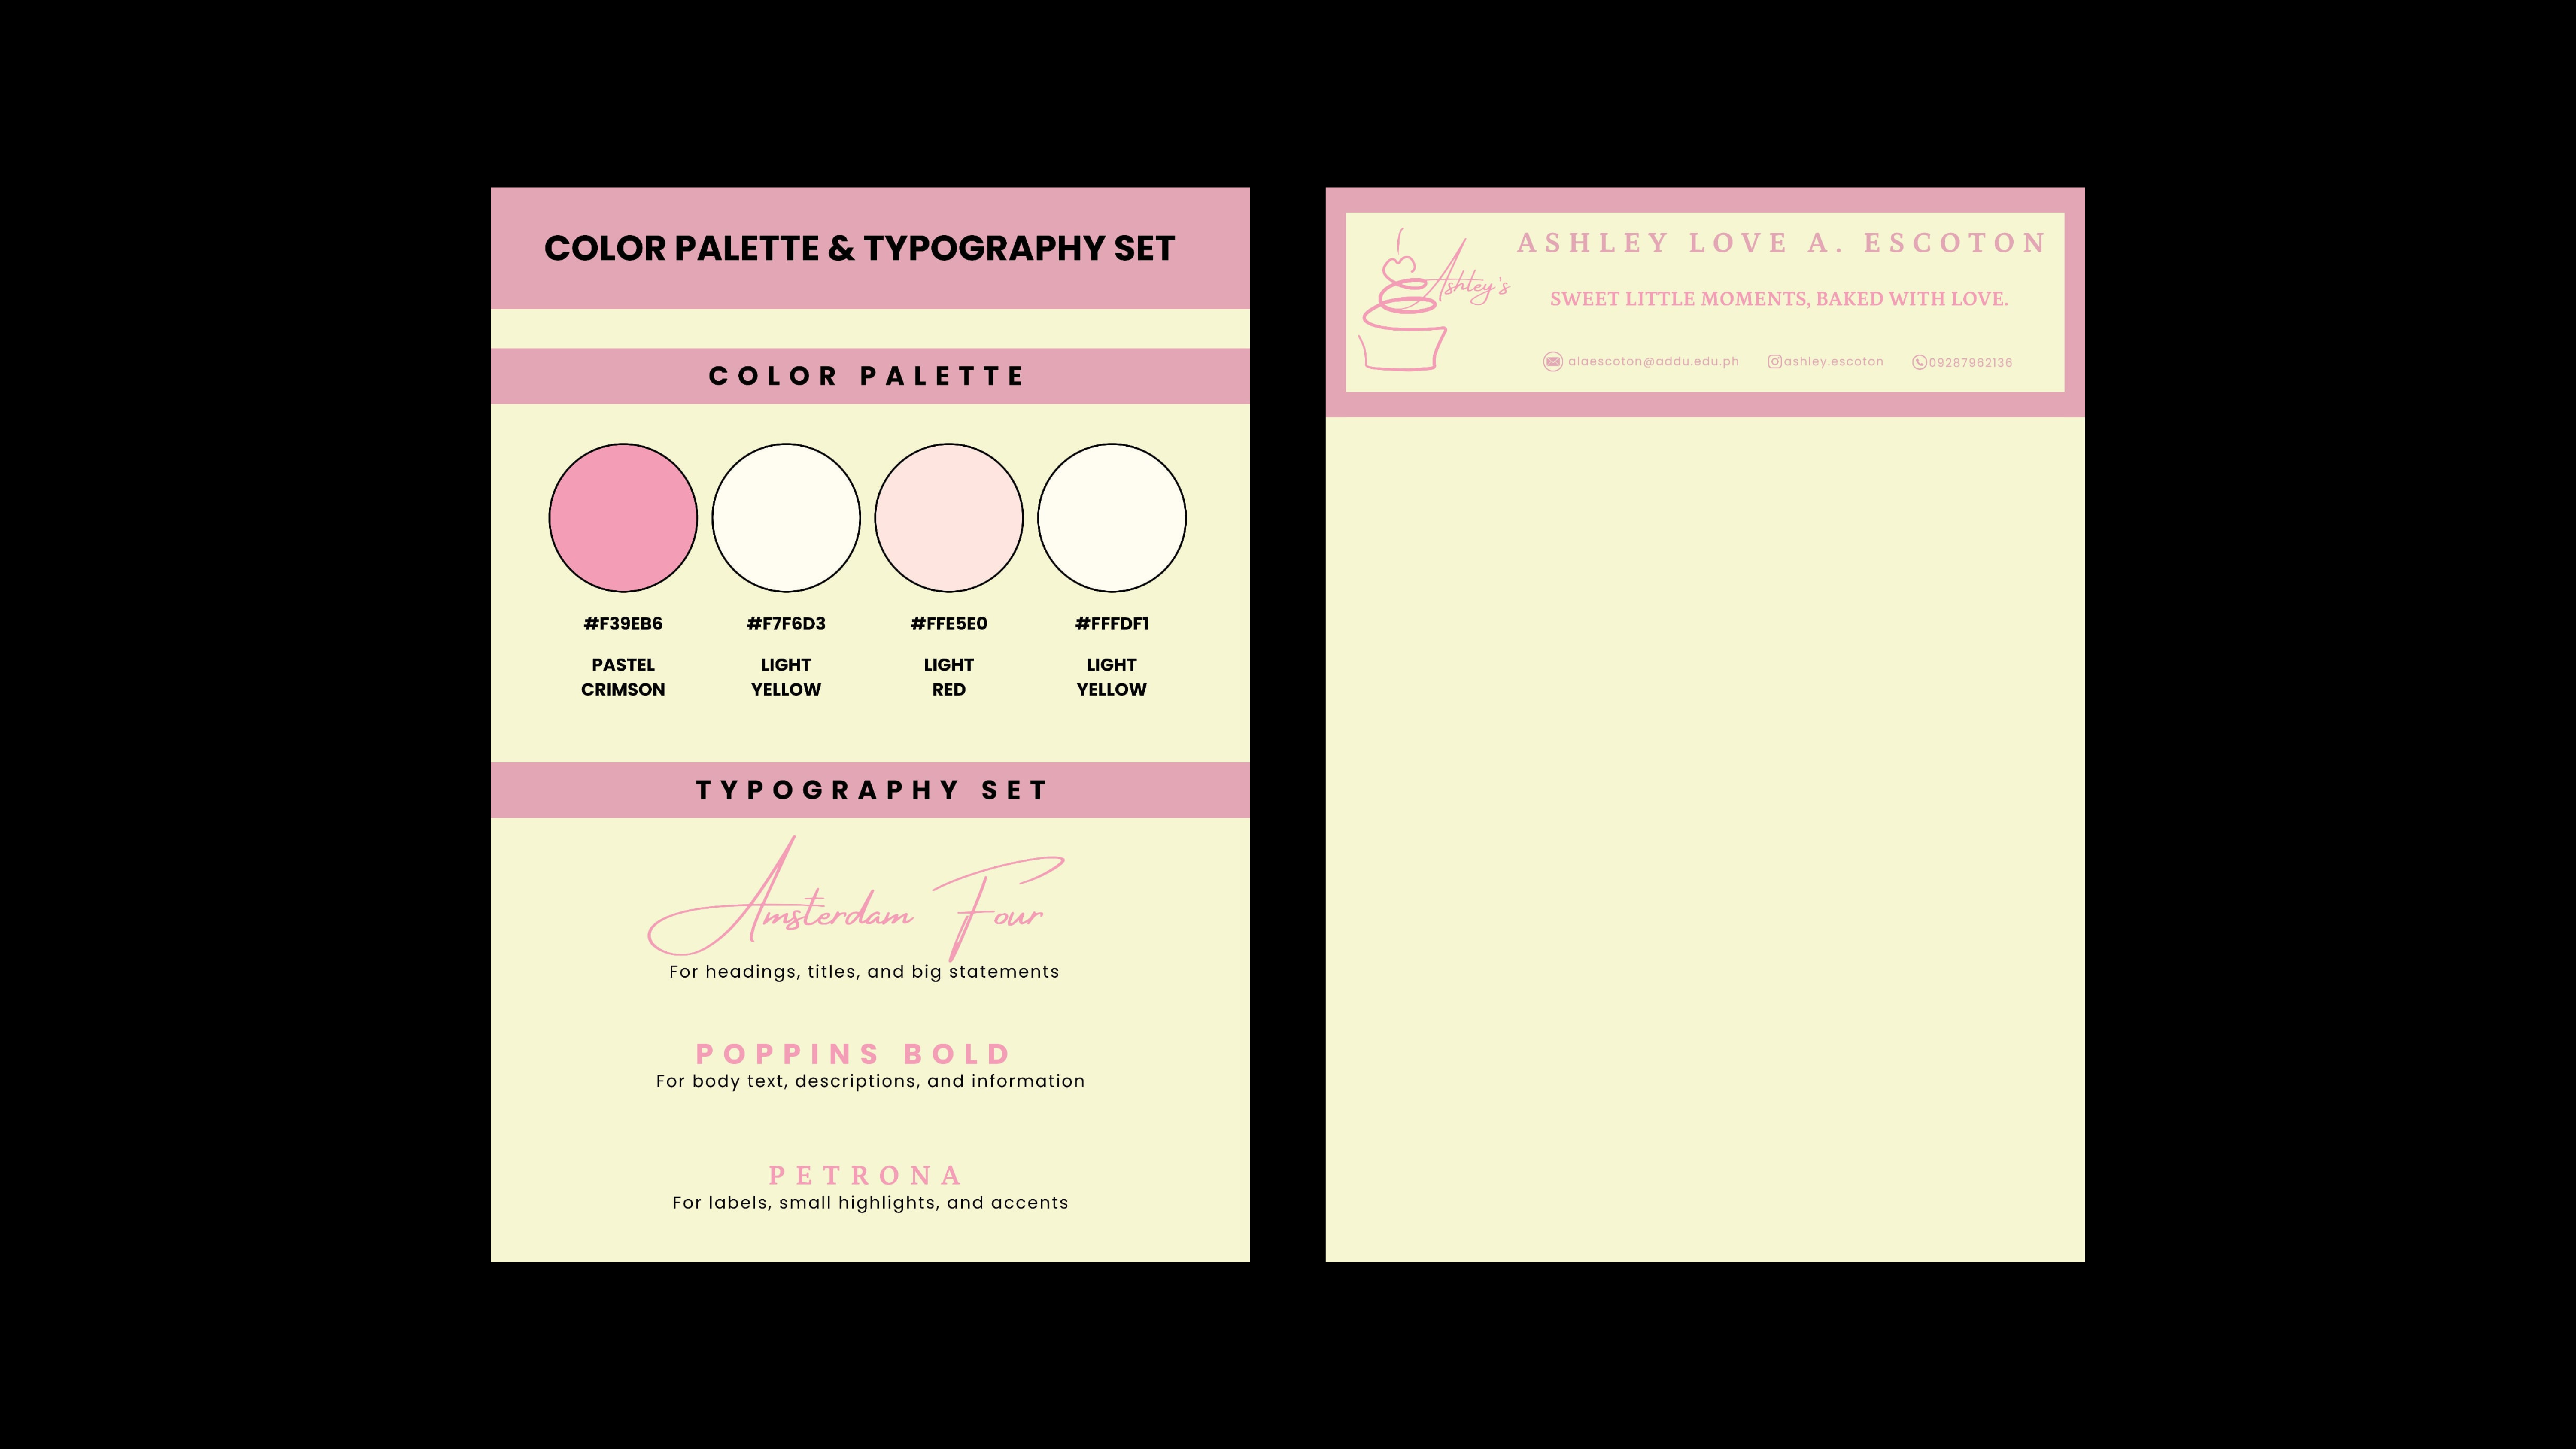 COLOR PALETTE & TYPOGRAPHY SET
COLOR PALETTE
#F39EB6
PASTEL
CRIMSON
#F7F6D3
LIGHT
YELLOW
#FFE5E0
LIGHT
RED
#FFFDF1
LIGHT
YELLOW
TYPOGRAPHY SET
Amsterdam Four
For headings, titles, and big statements
POPPINS BOLD
For body text, descriptions, and information
PETRONA
For labels, small highlights, and accents
Ashley's
ASHLEY LOVE A. ESCOTON
SWEET LITTLE MOMENTS, BAKED WITH LOVE.
alaescoton@addu.edu.ph ashley.escoton 09287962136